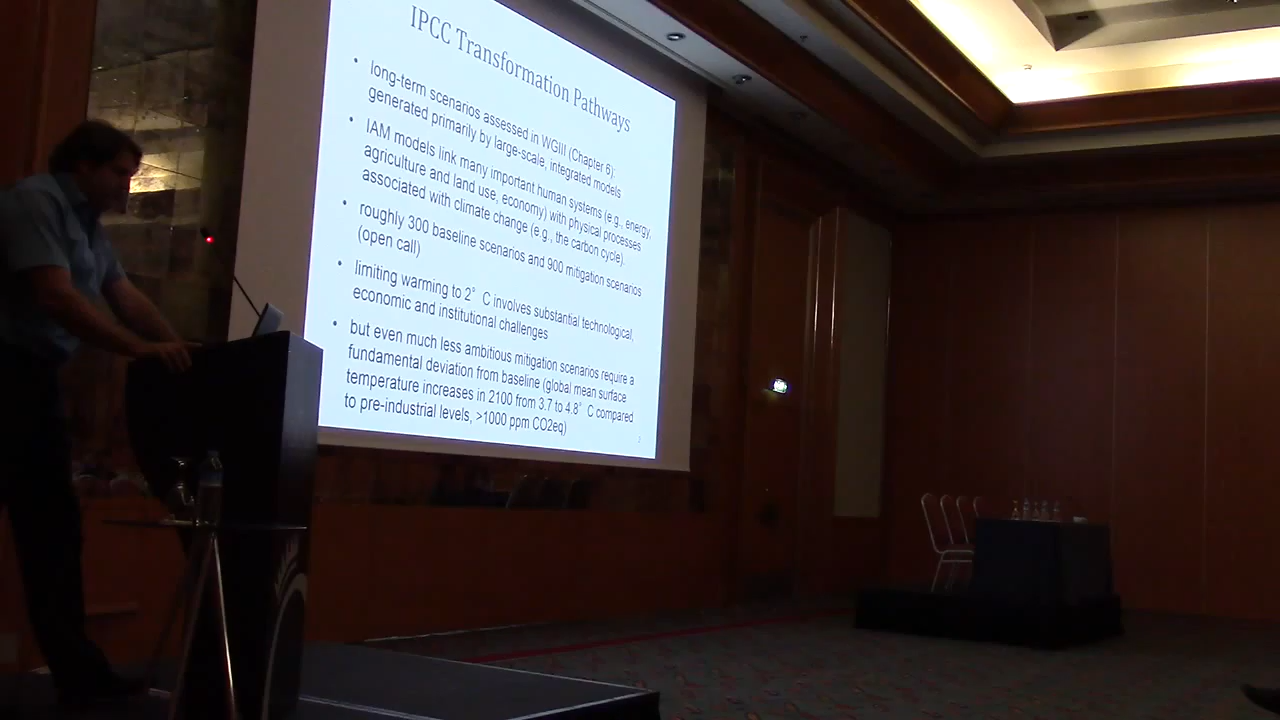 IPCC Transformation Pathways
• long-term scenarios assessed in WGIII (Chapter 6):
generated primarily by large-scale, integrated models
• IAM models link many important human systems (e.g., energy,
agriculture and land use, economy) with physical processes
associated with climate change (e.g., the carbon cycle).
• roughly 300 baseline scenarios and 900 mitigation scenarios
(open call)
• limiting warming to 2° C involves substantial technological,
economic and institutional challenges
• but even much less ambitious mitigation scenarios require a
fundamental deviation from baseline (global mean surface
temperature increases in 2100 from 3.7 to 4.8° C compared
to pre-industrial levels, >1000 ppm CO2eq)